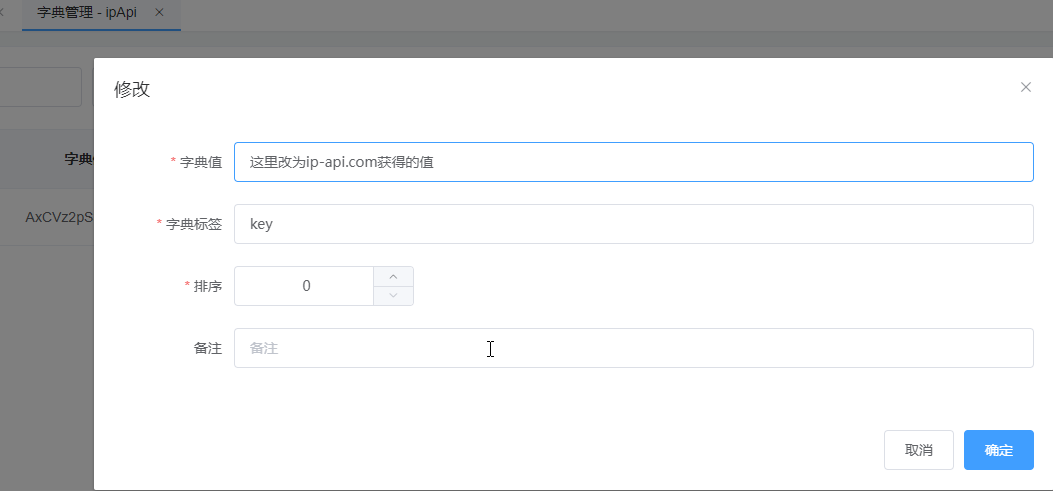 字典管理 - ipApi
修改
字典
* 字典值 这里改为ip-api.com获得的值
AxCVz2pS
* 字典标签 key
* 排序 0
备注 备注
取消 确定